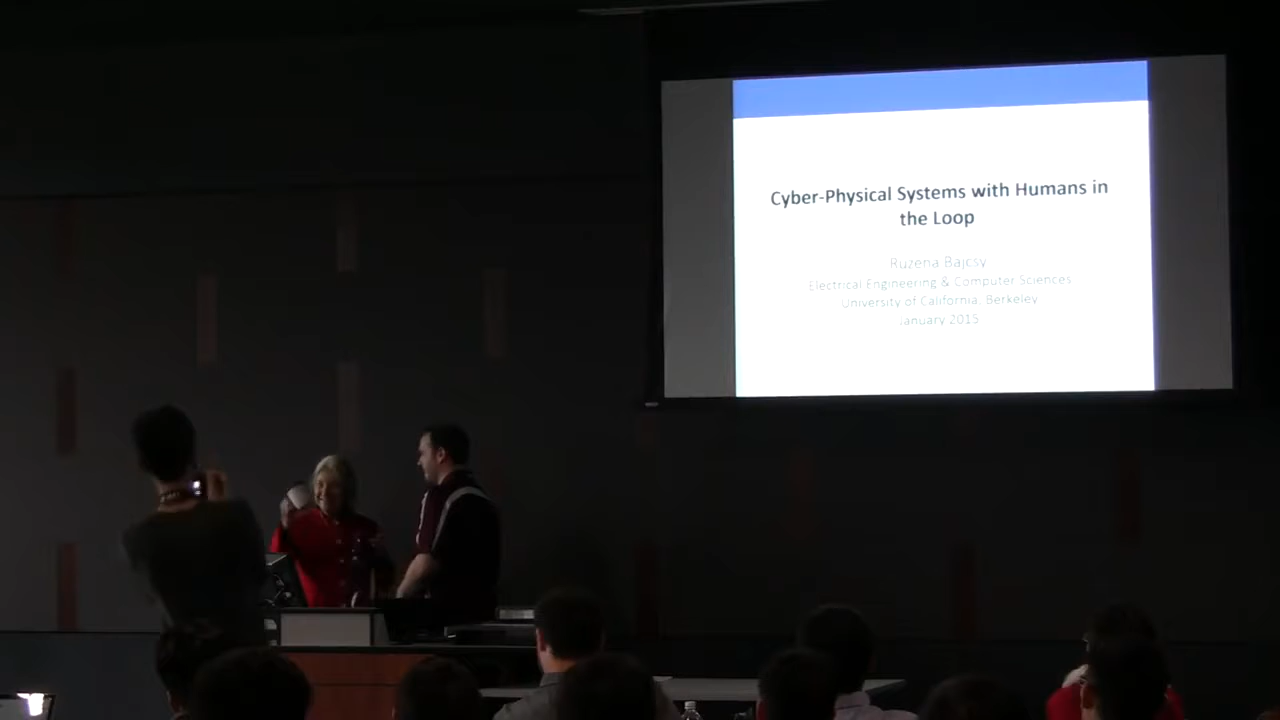 Cyber-Physical Systems with Humans in
the Loop
Ruzena Bajcsy
Electrical Engineering & Computer Sciences
University of California, Berkeley
January 2015